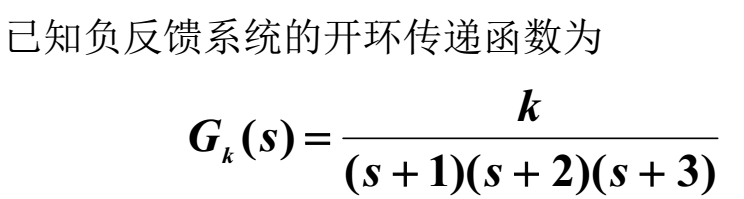 已知负反馈系统的开环传递函数为
G_k(s) = \frac{k}{(s+1)(s+2)(s+3)}